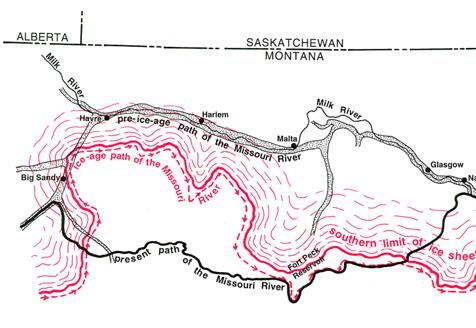 ALBERTA
SASKATCHEWAN
MONTANA
Milk River
Milk River
Havre
Harlem
pre-ice-age path of the Missouri River
Malta
Glasgow
Na
ice-age path of the Missouri River
Big Sandy
southern limit of ice shee
Fort Peck
Reservoir
present path of the Missouri River